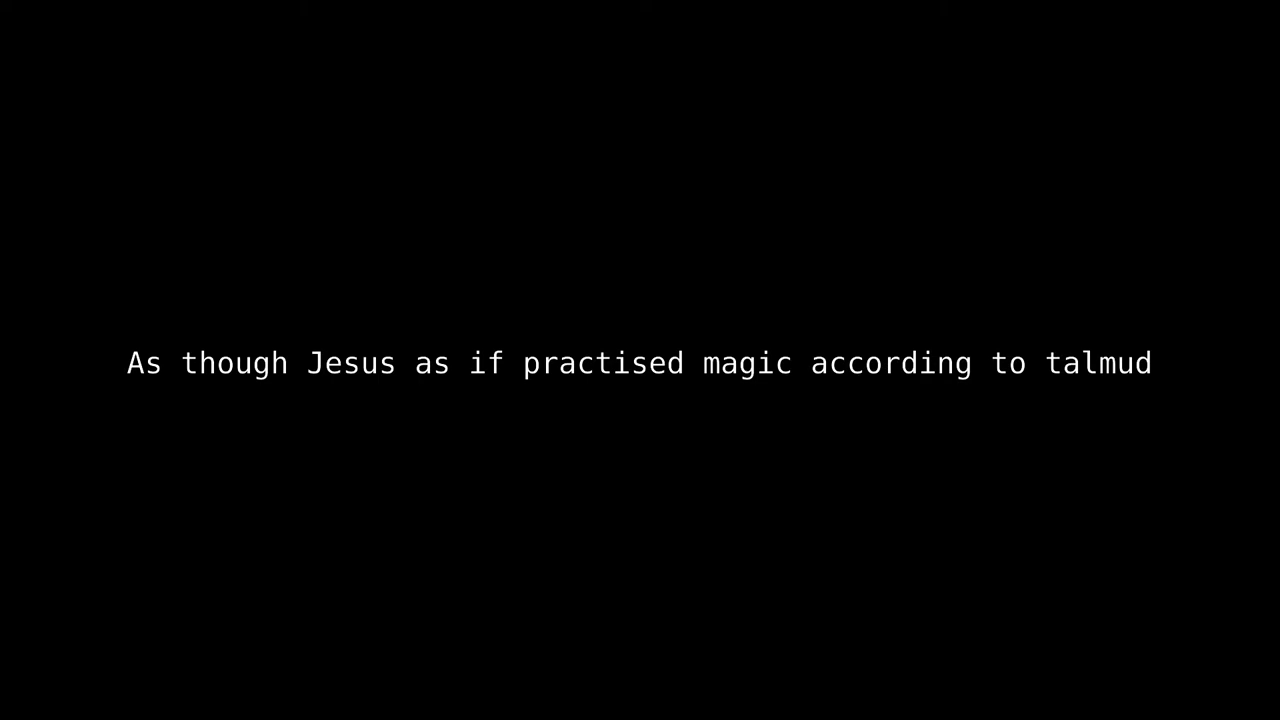 As though Jesus as if practised magic according to talmud